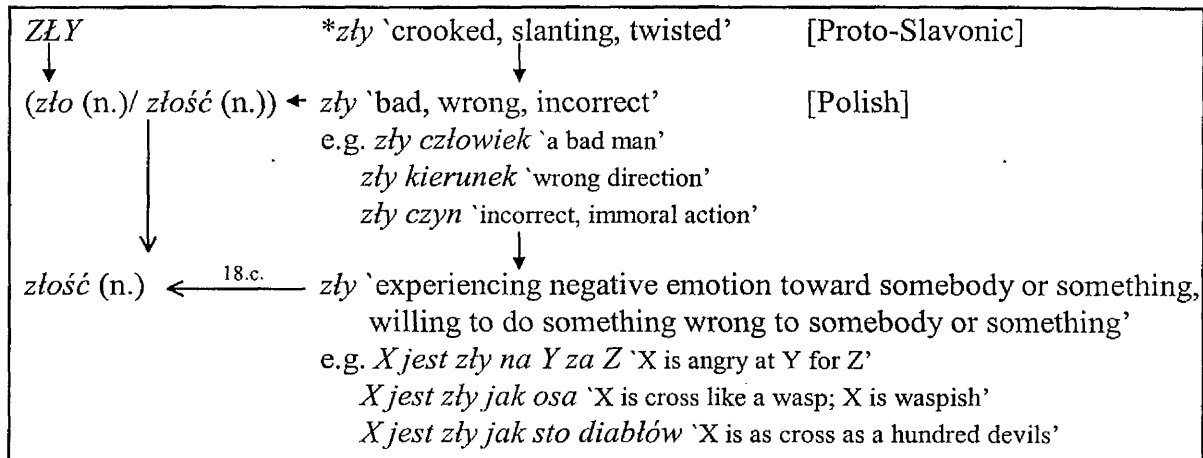 ZŁY *zły `crooked, slanting, twisted’ [Proto-Slavonic]
(zło (n.)/ złość (n.)) zły `bad, wrong, incorrect’ [Polish]
e.g. zły człowiek `a bad man’
zły kierunek `wrong direction’
zły czyn `incorrect, immoral action’
złość (n.) 18.c. zły `experiencing negative emotion toward somebody or something,
willing to do something wrong to somebody or something’
e.g. X jest zły na Y za Z `X is angry at Y for Z’
X jest zły jak osa `X is cross like a wasp; X is waspish’
X jest zły jak sto diabłów `X is as cross as a hundred devils’